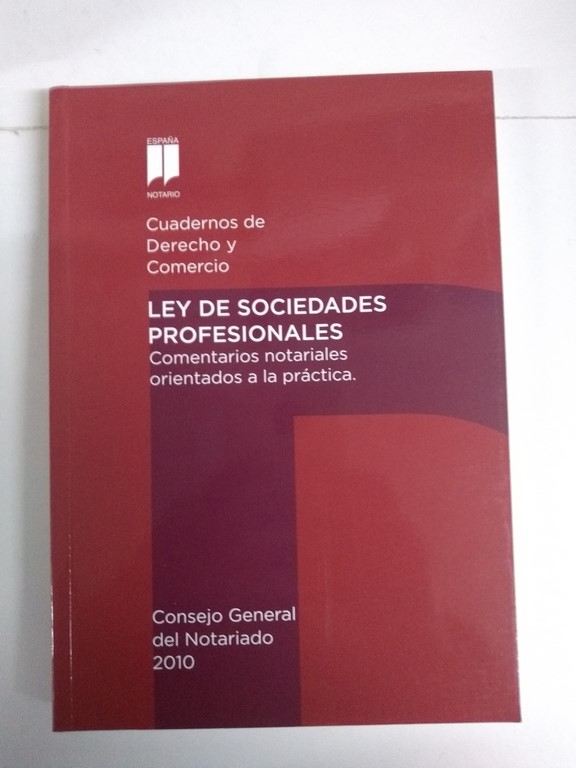 ESPAÑA
NOTARIO
Cuadernos de
Derecho y
Comercio
LEY DE SOCIEDADES
PROFESIONALES
Comentarios notariales
orientados a la práctica.
Consejo General
del Notariado
2010